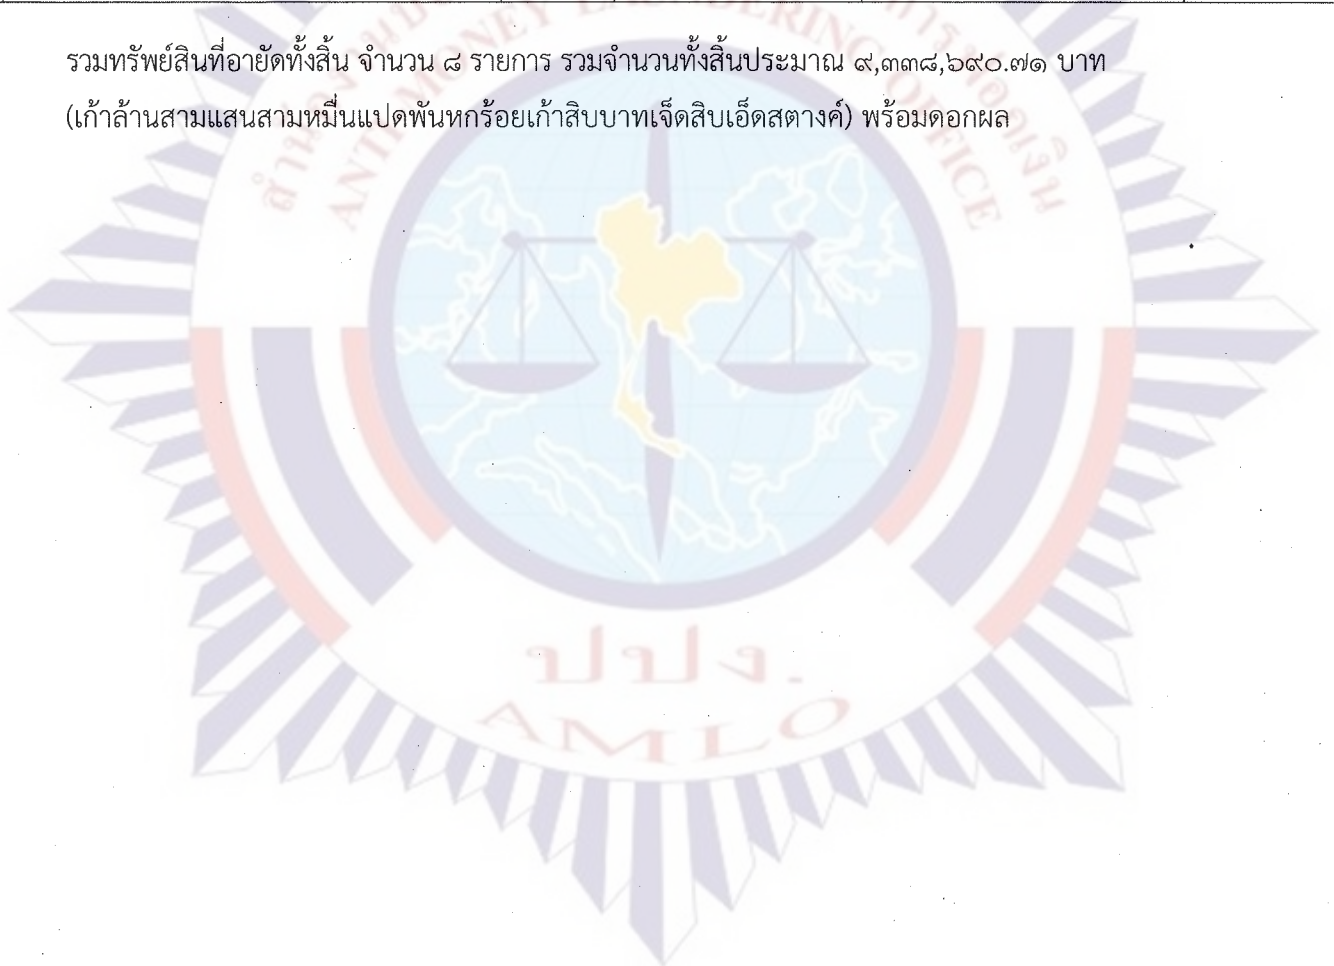 รวมทรัพย์สินที่อายัดทั้งสิ้น จำนวน ๘ รายการ รวมจำนวนทั้งสิ้นประมาณ ๙,๓๓๘,๖๙๐.๗๑ บาท
(เก้าล้านสามแสนสามหมื่นแปดพันหกร้อยเก้าสิบบาทเจ็ดสิบเอ็ดสตางค์) พร้อมดอกผล
ANTI-MONEY LAUNDERING OFFICE
ปปง.
AMLO